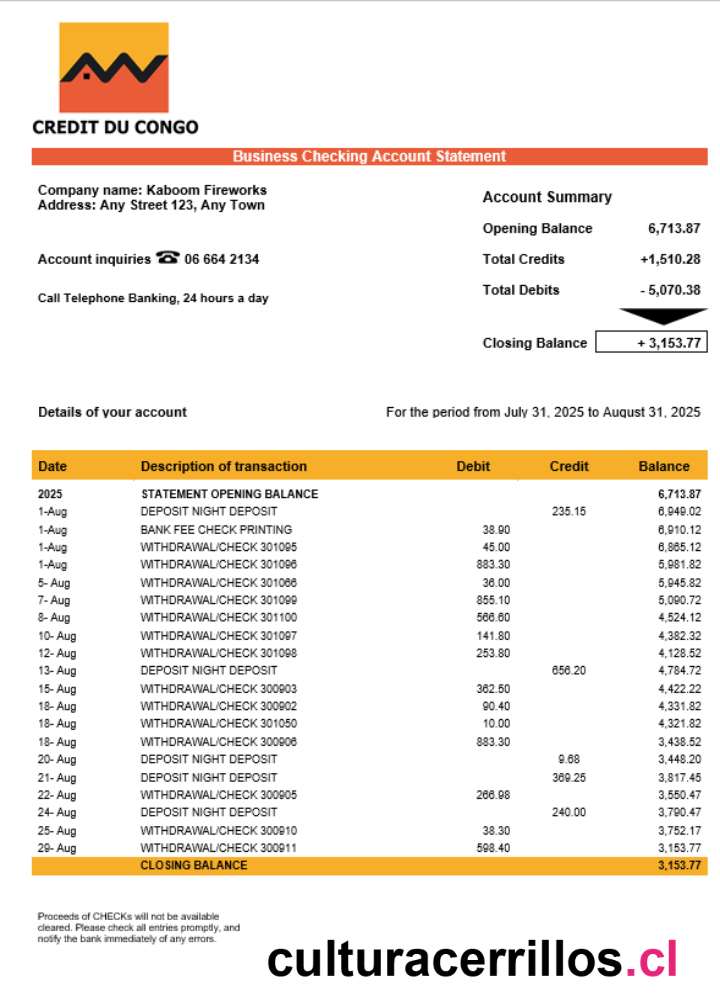 CREDIT DU CONGO
Business Checking Account Statement
Company name: Kaboom Fireworks
Address: Any Street 123, Any Town
Account inquiries ☎ 06 664 2134
Call Telephone Banking, 24 hours a day
Account Summary
Opening Balance 6,713.87
Total Credits +1,510.28
Total Debits - 5,070.38
Closing Balance + 3,153.77
Details of your account For the period from July 31, 2025 to August 31, 2025
Date Description of transaction Debit Credit Balance
2025 STATEMENT OPENING BALANCE 6,713.87
1-Aug DEPOSIT NIGHT DEPOSIT 235.15 6,949.02
1-Aug BANK FEE CHECK PRINTING 38.90 6,910.12
1-Aug WITHDRAWAL/CHECK 301095 45.00 6,865.12
1-Aug WITHDRAWAL/CHECK 301096 883.30 5,981.82
5- Aug WITHDRAWAL/CHECK 301066 36.00 5,945.82
7- Aug WITHDRAWAL/CHECK 301099 855.10 5,090.72
8- Aug WITHDRAWAL/CHECK 301100 566.60 4,524.12
10- Aug WITHDRAWAL/CHECK 301097 141.80 4,382.32
12- Aug WITHDRAWAL/CHECK 301098 253.80 4,128.52
13- Aug DEPOSIT NIGHT DEPOSIT 656.20 4,784.72
15- Aug WITHDRAWAL/CHECK 300903 362.50 4,422.22
18- Aug WITHDRAWAL/CHECK 300902 90.40 4,331.82
18- Aug WITHDRAWAL/CHECK 301050 10.00 4,321.82
18- Aug WITHDRAWAL/CHECK 300906 883.30 3,438.52
20- Aug DEPOSIT NIGHT DEPOSIT 9.68 3,448.20
21- Aug DEPOSIT NIGHT DEPOSIT 369.25 3,817.45
22- Aug WITHDRAWAL/CHECK 300905 266.98 3,550.47
24- Aug DEPOSIT NIGHT DEPOSIT 240.00 3,790.47
25- Aug WITHDRAWAL/CHECK 300910 38.30 3,752.17
29- Aug WITHDRAWAL/CHECK 300911 598.40 3,153.77
CLOSING BALANCE 3,153.77
Proceeds of CHECKs will not be available
cleared. Please check all entries promptly, and
notify the bank immediately of any errors.
culturacerrillos.cl